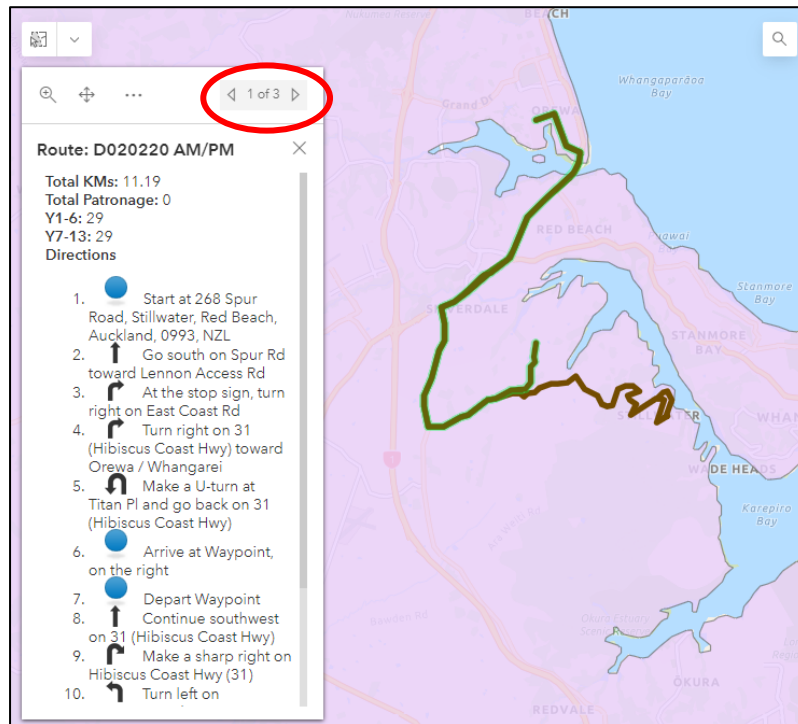 1 of 3
Route: D020220 AM/PM
Total KMs: 11.19
Total Patronage: 0
Y1-6: 29
Y7-13: 29
Directions
1. Start at 268 Spur
Road, Stillwater, Red Beach,
Auckland, 0993, NZL
2. Go south on Spur Rd
toward Lennon Access Rd
3. At the stop sign, turn
right on East Coast Rd
4. Turn right on 31
(Hibiscus Coast Hwy) toward
Orewa / Whangarei
5. Make a U-turn at
Titan Pl and go back on 31
(Hibiscus Coast Hwy)
6. Arrive at Waypoint,
on the right
7. Depart Waypoint
8. Continue southwest
on 31 (Hibiscus Coast Hwy)
9. Make a sharp right on
Hibiscus Coast Hwy (31)
10. Turn left on
BEACH
Whangaparāoa
Bay
Grand Dr
OREWA
RED BEACH
Stanmore
Bay
STANMORE
BAY
WADE HEADS
Karepiro
Bay
1
Okura Estuary
ŌKURA
REDVALE